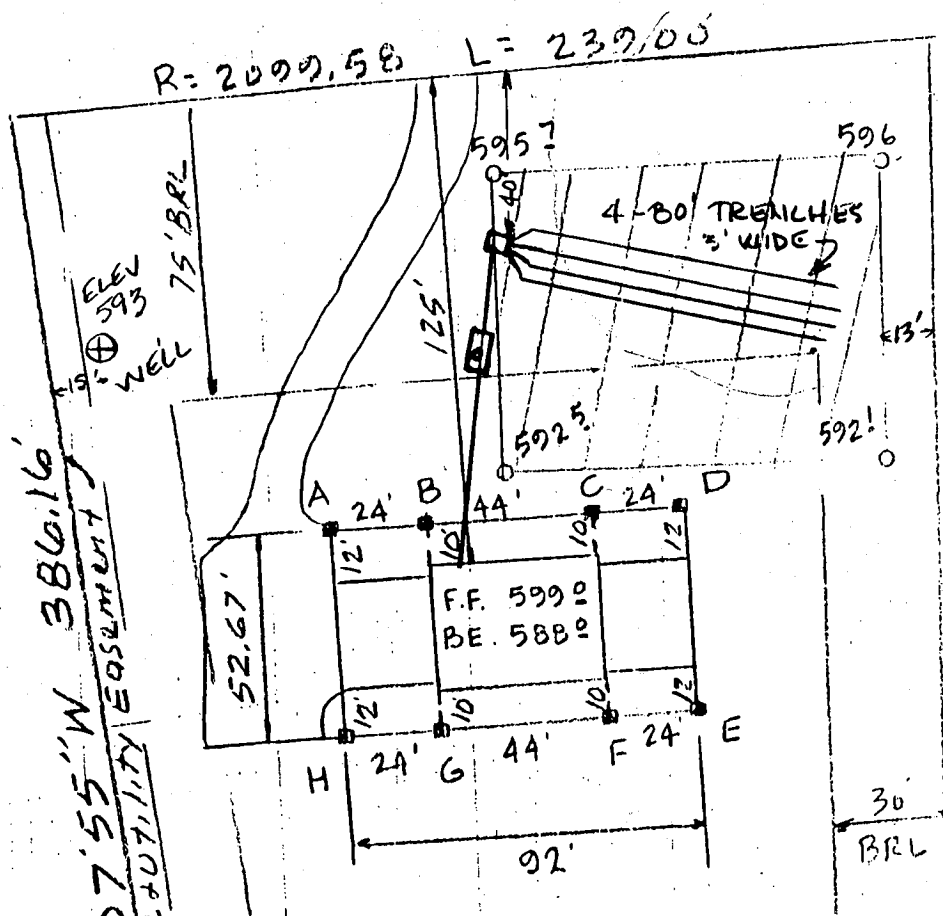 R= 2099.58 L= 239.00
595 7
596
40'
4-80' TRENCHES
3' WIDE
75' BRL
ELEV
593
WELL
15'
125'
13'
592 5
592 1
A 24' B 44' C 24' D
12' 10' 10' 12'
F.F. 599 0
BE. 588 0
52.67'
12' 10' 10' 12'
H 24' G 44' F 24' E
92'
30'
BRL
07'55"W 386.16'
UTILITY Easement